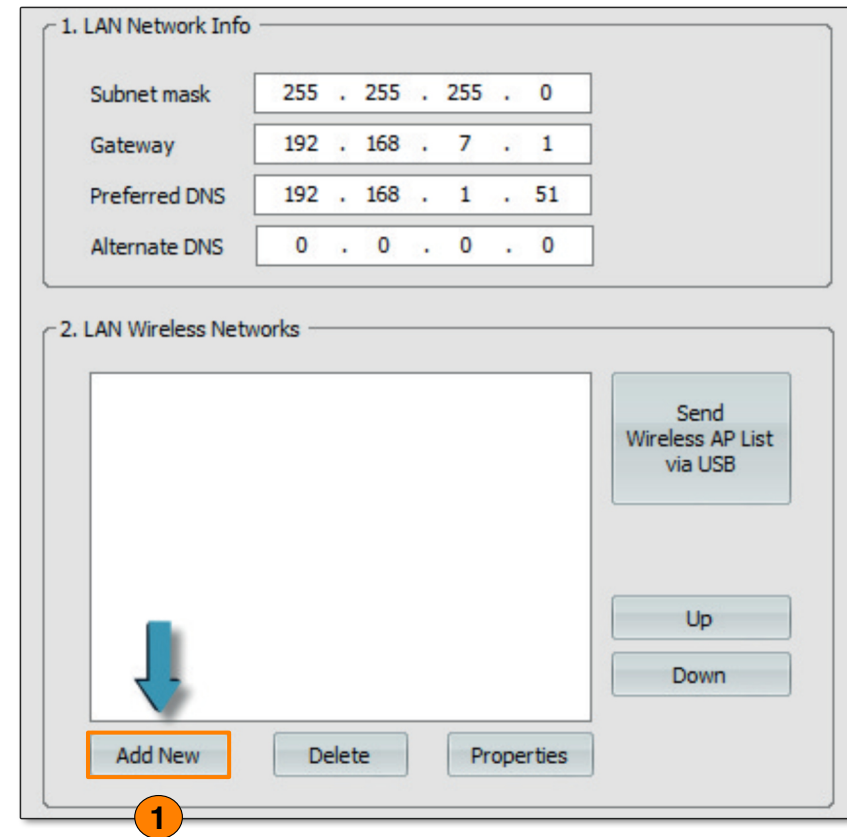 1. LAN Network Info
Subnet mask 255 . 255 . 255 . 0
Gateway 192 . 168 . 7 . 1
Preferred DNS 192 . 168 . 1 . 51
Alternate DNS 0 . 0 . 0 . 0
2. LAN Wireless Networks
Send
Wireless AP List
via USB
Up
Down
Add New Delete Properties
1